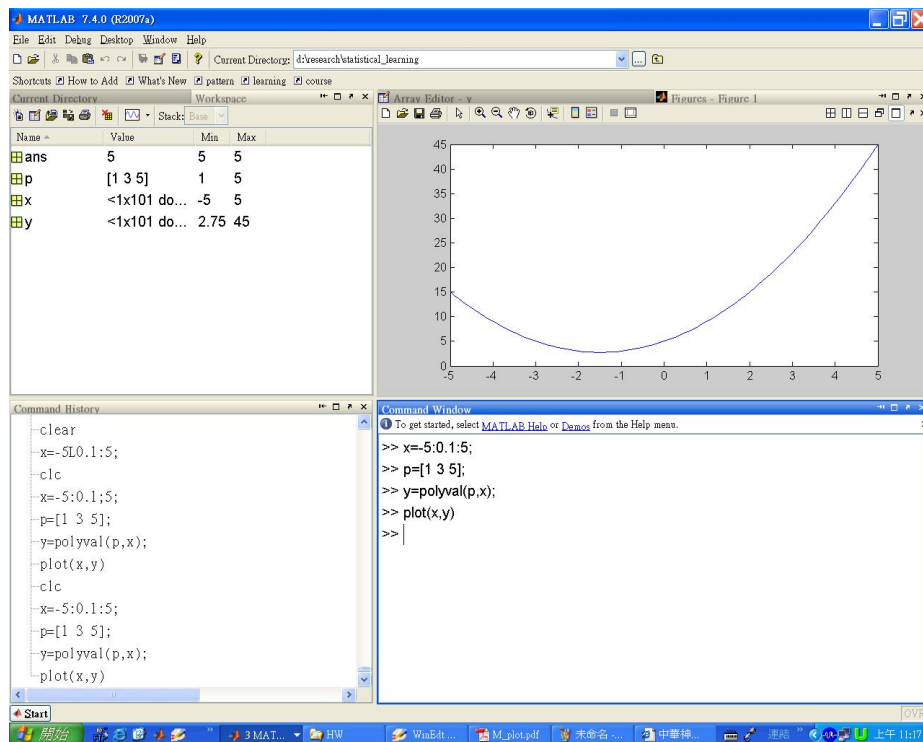 MATLAB 7.4.0 (R2007a)
File Edit Debug Desktop Window Help
Current Directory: d:\research\statistical_learning
Shortcuts How to Add What's New pattern learning course
Current Directory Workspace
Stack: Base
Name Value Min Max
ans 5 5 5
p [1 3 5] 1 5
x <1x101 do... -5 5
y <1x101 do... 2.75 45
Array Editor - y Figures - Figure 1
45
40
35
30
25
20
15
10
5
0
-5 -4 -3 -2 -1 0 1 2 3 4 5
Command History
clear
x=-5L0.1:5;
clc
x=-5:0.1;5;
p=[1 3 5];
y=polyval(p,x);
plot(x,y)
clc
x=-5:0.1:5;
p=[1 3 5];
y=polyval(p,x);
plot(x,y)
Command Window
To get started, select MATLAB Help or Demos from the Help menu.
>> x=-5:0.1:5;
>> p=[1 3 5];
>> y=polyval(p,x);
>> plot(x,y)
>>
Start
OVR
開始 3 MAT... HW WinEdt ... M_plot.pdf 未命名 -... 中華... 連結 上午 11:17